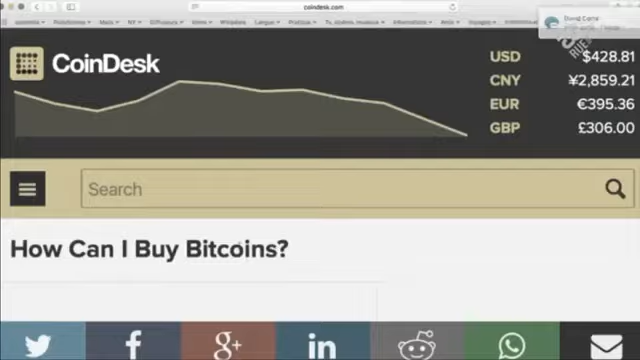 coindesk.com
CoinDesk
USD $428.81
CNY ¥2,859.21
EUR €395.36
GBP £306.00
Search
How Can I Buy Bitcoins?